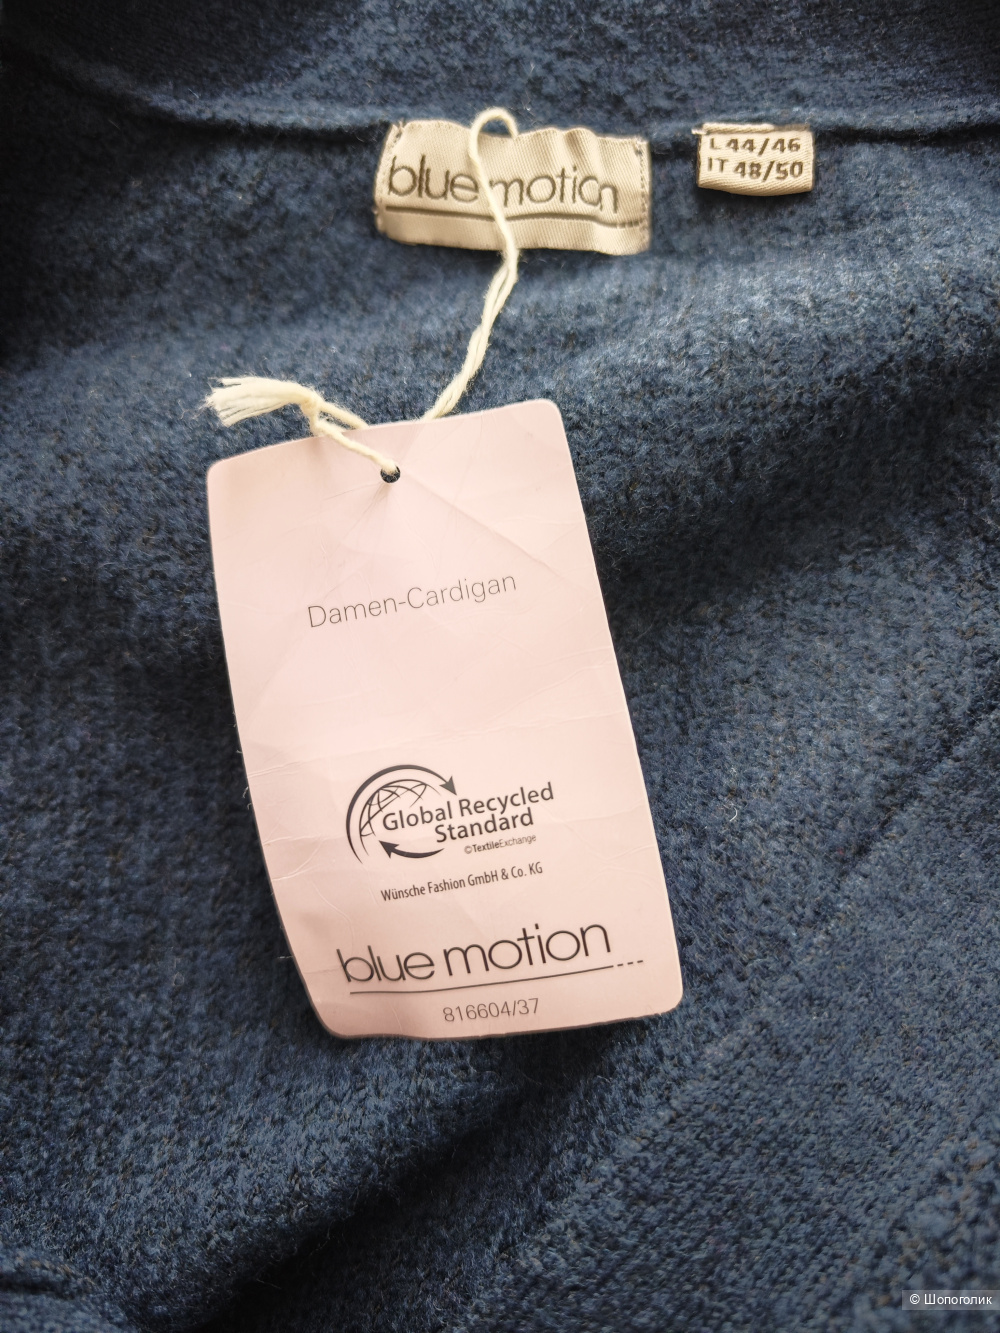 blue motion
L 44/46
IT 48/50
Damen-Cardigan
Global Recycled
Standard
©TextileExchange
Wünsche Fashion GmbH & Co. KG
blue motion
816604/37
© Шопоголик